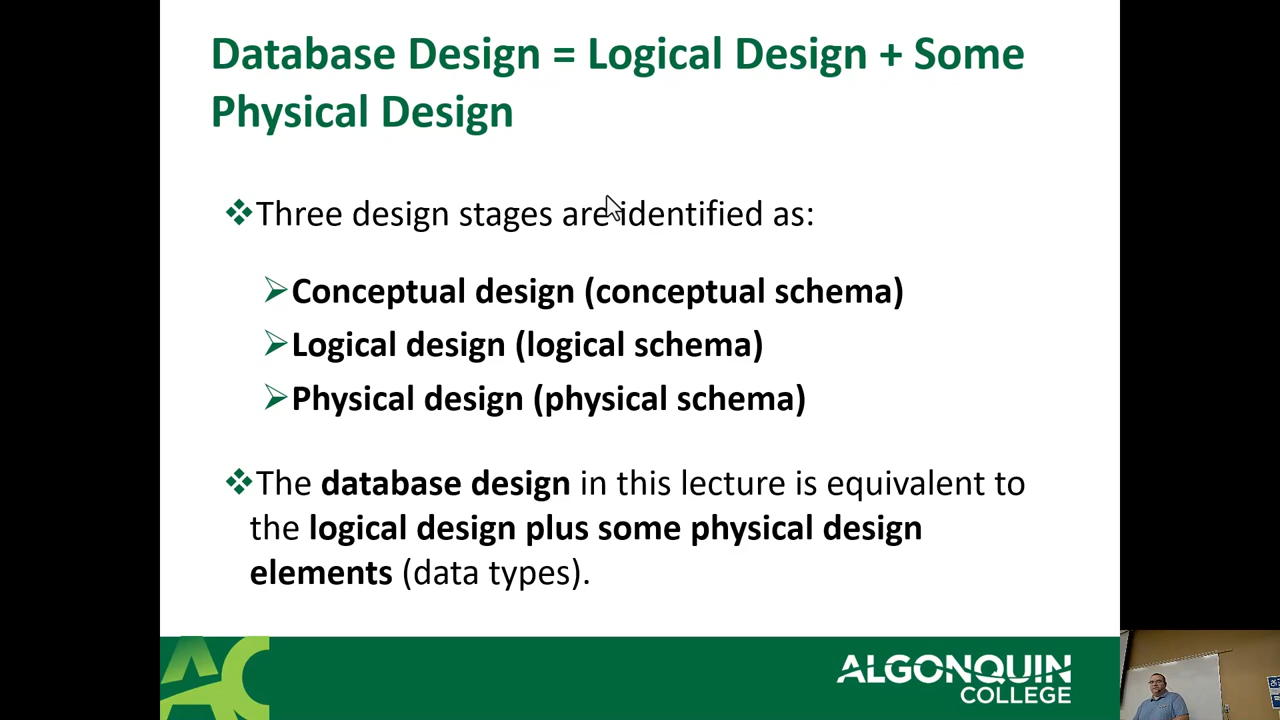 Database Design = Logical Design + Some
Physical Design
Three design stages are identified as:
Conceptual design (conceptual schema)
Logical design (logical schema)
Physical design (physical schema)
The database design in this lecture is equivalent to
the logical design plus some physical design
elements (data types).
AC
ALGONQUIN
COLLEGE